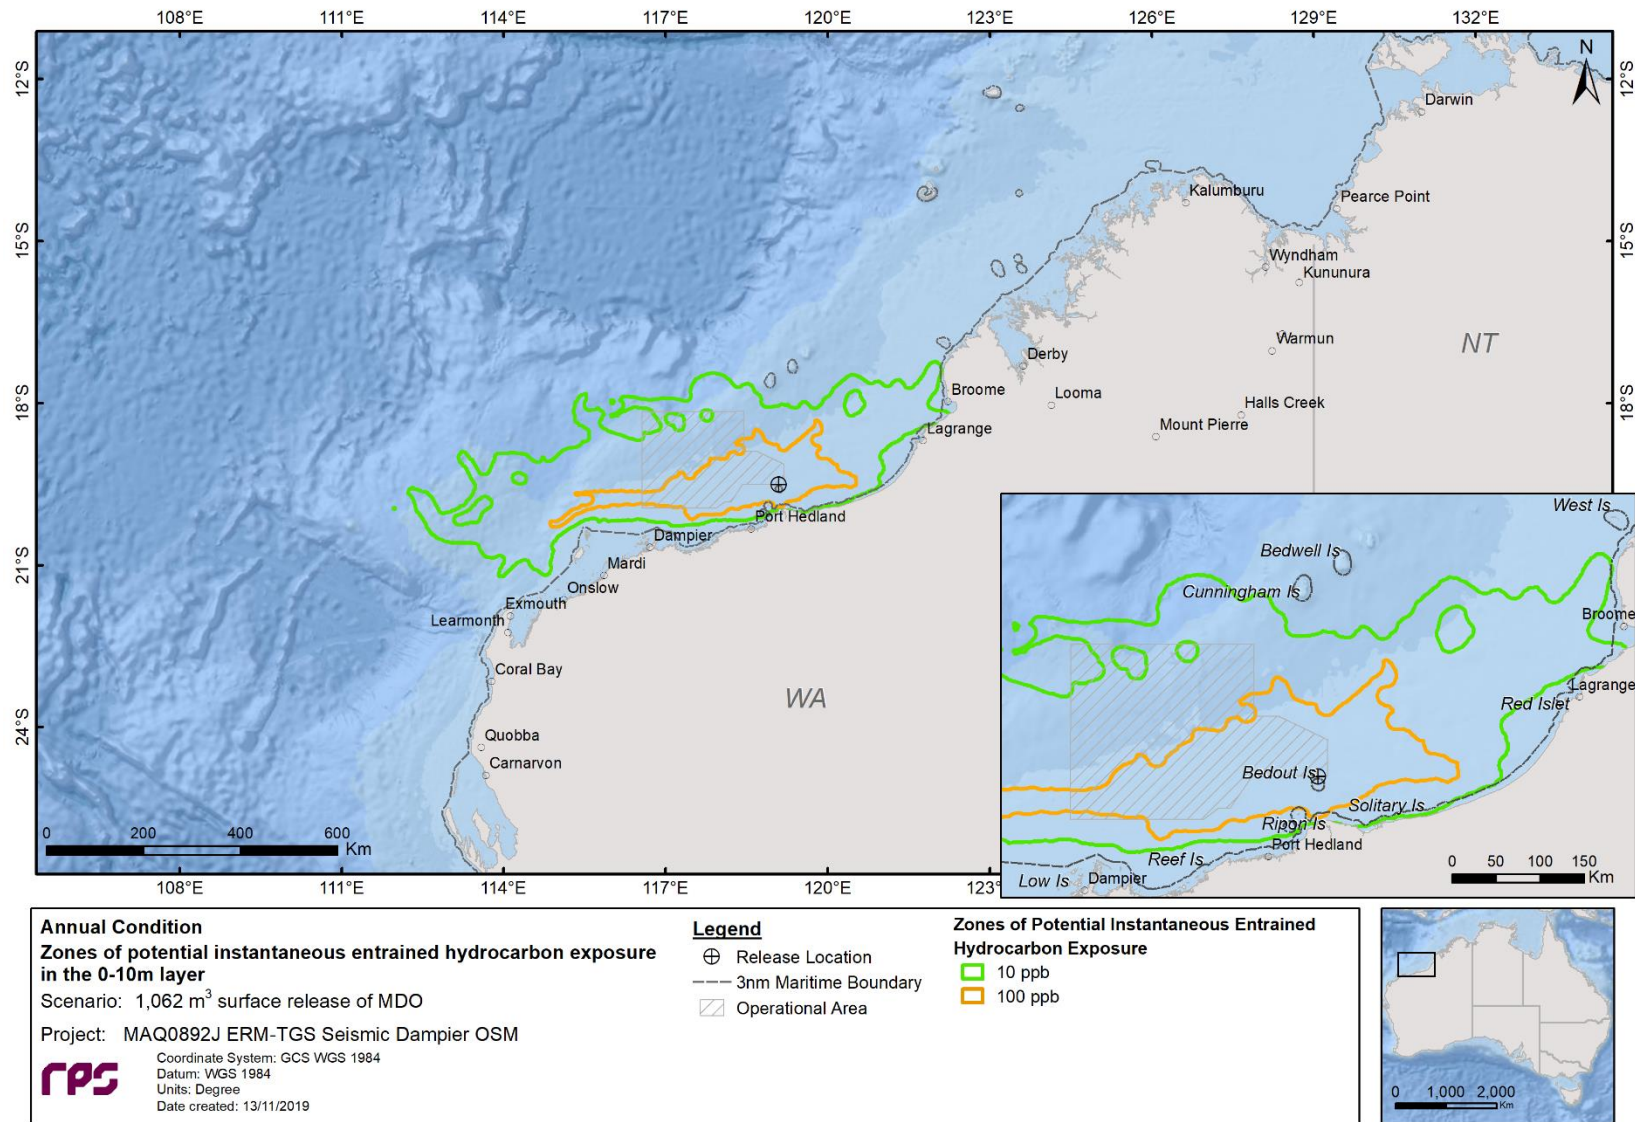 108°E 111°E 114°E 117°E 120°E 123°E 126°E 129°E 132°E
12°S 12°S
15°S 15°S
18°S 18°S
21°S
24°S
N
Darwin
Kalumburu
Pearce Point
Wyndham
Kununura
Warmun
NT
Derby
Looma
Halls Creek
Mount Pierre
Broome
Lagrange
Port Hedland
Dampier
Mardi
Onslow
Exmouth
Learmonth
Coral Bay
WA
Quobba
Carnarvon
0 200 400 600
Km
108°E 111°E 114°E 117°E 120°E 123°
West Is
Bedwell Is
Cunningham Is
Broome
Lagrange
Red Islet
Bedout Is
Solitary Is
Ripon Is
Port Hedland
Reef Is
Low Is
Dampier
0 50 100 150
Km
Annual Condition
Zones of potential instantaneous entrained hydrocarbon exposure
in the 0-10m layer
Scenario: 1,062 m³ surface release of MDO
Project: MAQ0892J ERM-TGS Seismic Dampier OSM
rps
Coordinate System: GCS WGS 1984
Datum: WGS 1984
Units: Degree
Date created: 13/11/2019
Legend
Release Location
3nm Maritime Boundary
Operational Area
Zones of Potential Instantaneous Entrained
Hydrocarbon Exposure
10 ppb
100 ppb
0 1,000 2,000
Km